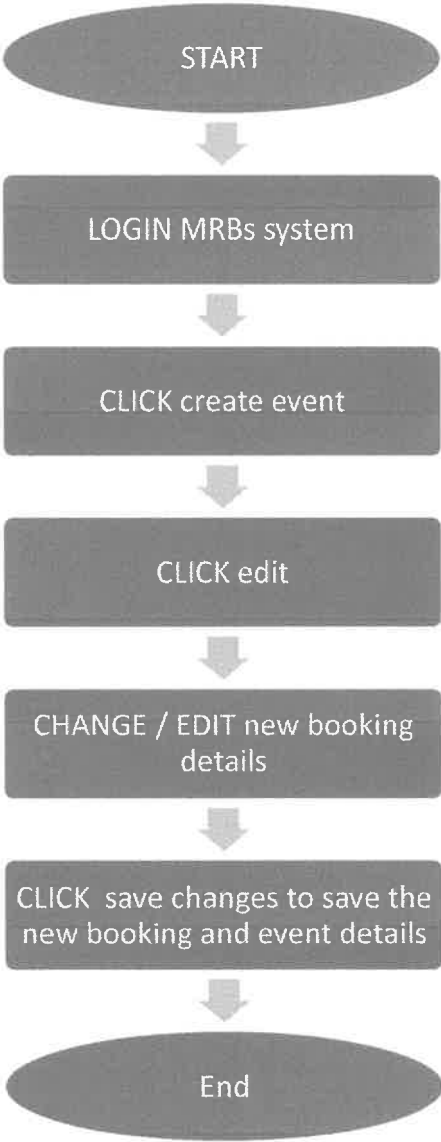 START
LOGIN MRBs system
CLICK create event
CLICK edit
CHANGE / EDIT new booking
details
CLICK save changes to save the
new booking and event details
End